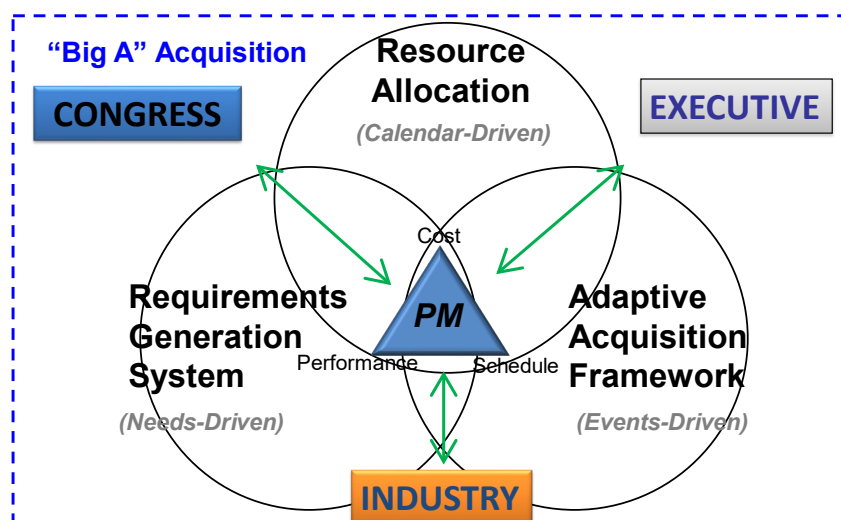 “Big A” Acquisition
CONGRESS
Resource
Allocation
(Calendar-Driven)
EXECUTIVE
Cost
PM
Performance
Schedule
Requirements
Generation
System
(Needs-Driven)
Adaptive
Acquisition
Framework
(Events-Driven)
INDUSTRY